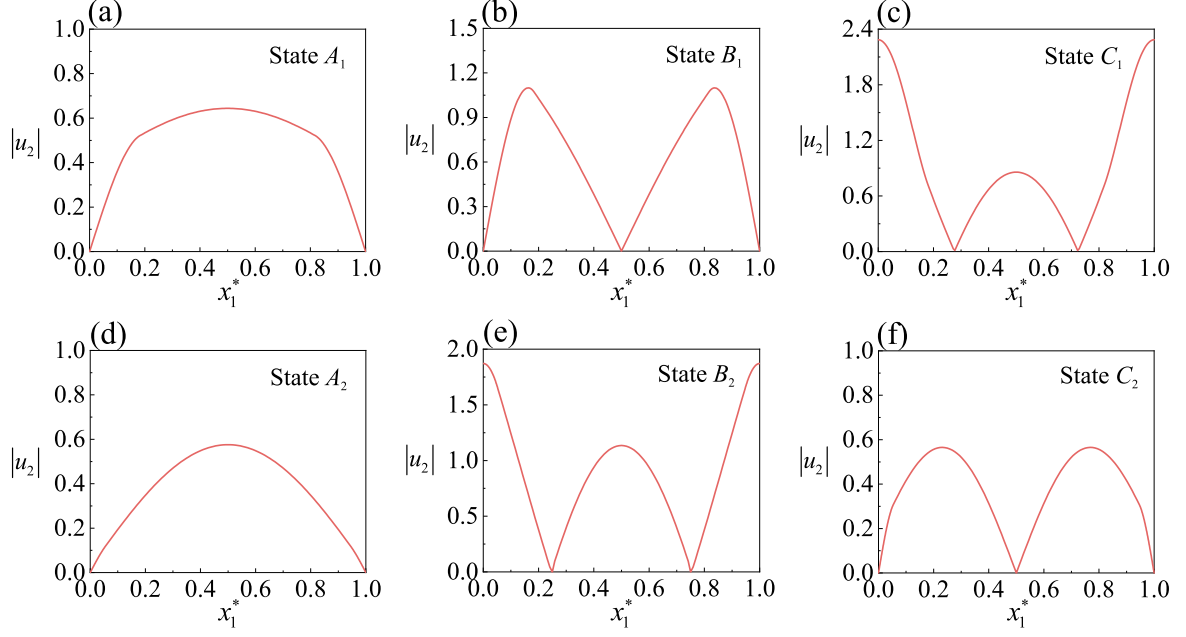 (a)
1.0
0.8
0.6
0.4
0.2
0.0
|u₂|
State A₁
0.0 0.2 0.4 0.6 0.8 1.0
x₁*
(b)
1.5
1.2
0.9
0.6
0.3
0.0
|u₂|
State B₁
0.0 0.2 0.4 0.6 0.8 1.0
x₁*
(c)
2.4
1.8
1.2
0.6
0.0
|u₂|
State C₁
0.0 0.2 0.4 0.6 0.8 1.0
x₁*
(d)
1.0
0.8
0.6
0.4
0.2
0.0
|u₂|
State A₂
0.0 0.2 0.4 0.6 0.8 1.0
x₁*
(e)
2.0
1.5
1.0
0.5
0.0
|u₂|
State B₂
0.0 0.2 0.4 0.6 0.8 1.0
x₁*
(f)
1.0
0.8
0.6
0.4
0.2
0.0
|u₂|
State C₂
0.0 0.2 0.4 0.6 0.8 1.0
x₁*